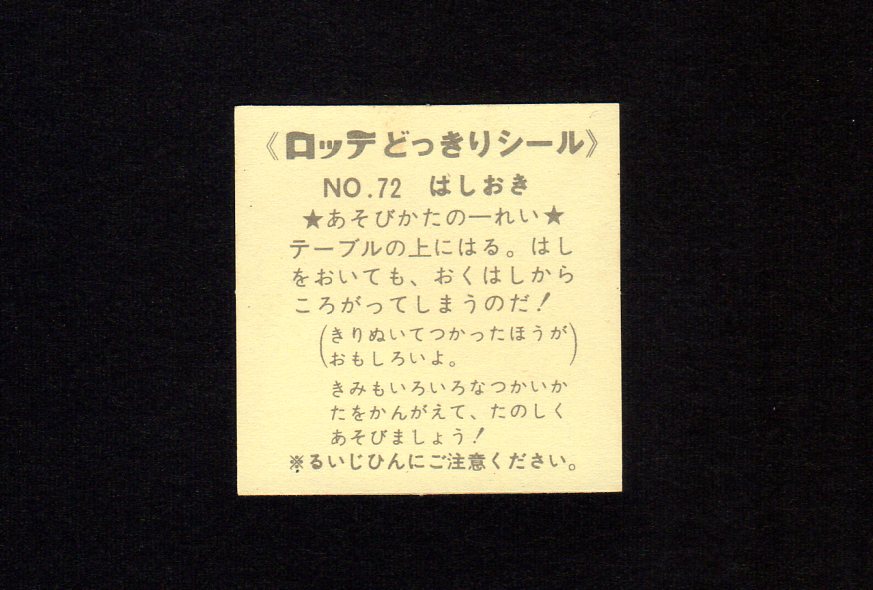 《ロッテどっきりシール》
NO.72 はしおき
★あそびかたの一れい★
テーブルの上にはる。はし
をおいても、おくはしから
ころがってしまうのだ!
(きりぬいてつかったほうが
おもしろいよ。)
きみもいろいろなつかいか
たをかんがえて、たのしく
あそびましょう!
※るいじひんにご注意ください。